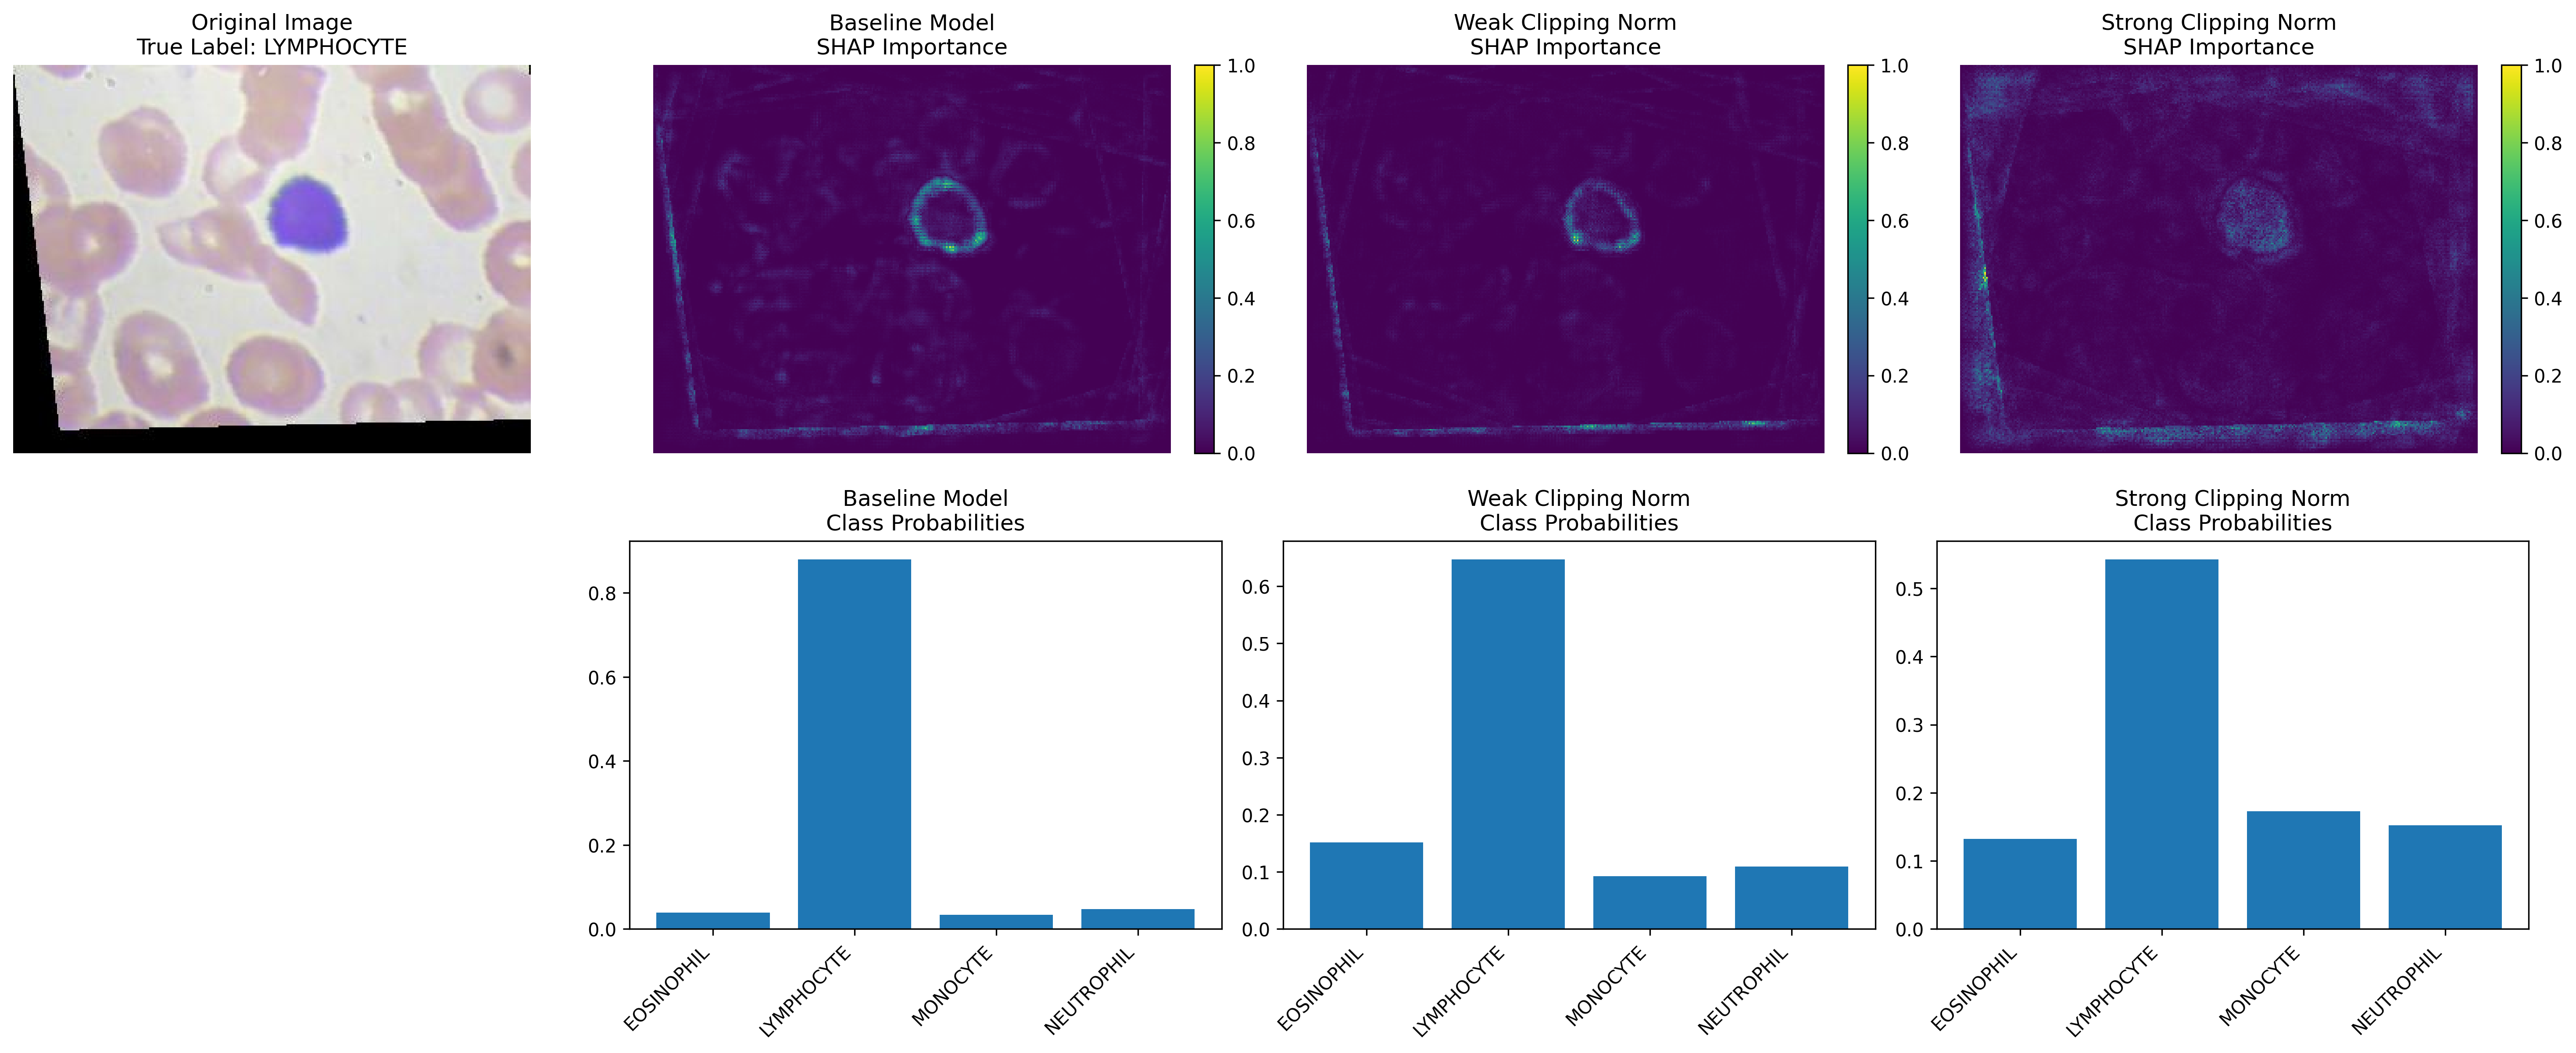 Original Image
True Label: LYMPHOCYTE
Baseline Model
SHAP Importance
1.0
0.8
0.6
0.4
0.2
0.0
Weak Clipping Norm
SHAP Importance
1.0
0.8
0.6
0.4
0.2
0.0
Strong Clipping Norm
SHAP Importance
1.0
0.8
0.6
0.4
0.2
0.0
Baseline Model
Class Probabilities
0.8
0.6
0.4
0.2
0.0
EOSINOPHIL
LYMPHOCYTE
MONOCYTE
NEUTROPHIL
Weak Clipping Norm
Class Probabilities
0.6
0.5
0.4
0.3
0.2
0.1
0.0
EOSINOPHIL
LYMPHOCYTE
MONOCYTE
NEUTROPHIL
Strong Clipping Norm
Class Probabilities
0.5
0.4
0.3
0.2
0.1
0.0
EOSINOPHIL
LYMPHOCYTE
MONOCYTE
NEUTROPHIL